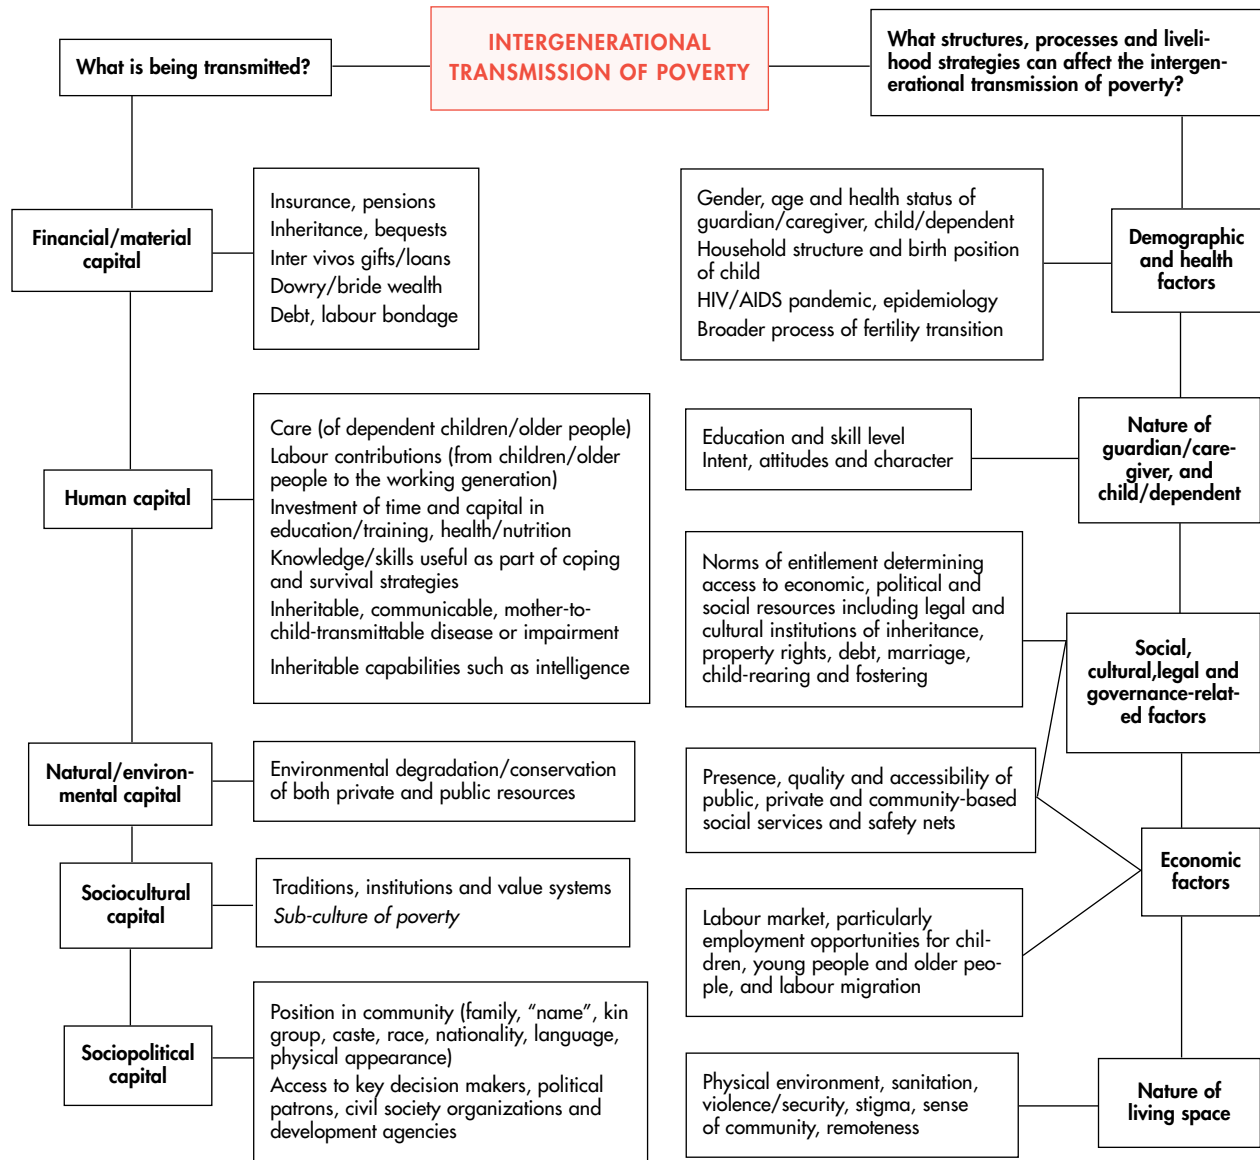 What is being transmitted?
INTERGENERATIONAL
TRANSMISSION OF POVERTY
What structures, processes and liveli-
hood strategies can affect the intergen-
erational transmission of poverty?
Financial/material
capital
Insurance, pensions
Inheritance, bequests
Inter vivos gifts/loans
Dowry/bride wealth
Debt, labour bondage
Human capital
Care (of dependent children/older people)
Labour contributions (from children/older
people to the working generation)
Investment of time and capital in
education/training, health/nutrition
Knowledge/skills useful as part of coping
and survival strategies
Inheritable, communicable, mother-to-
child-transmittable disease or impairment
Inheritable capabilities such as intelligence
Natural/environ-
mental capital
Environmental degradation/conservation
of both private and public resources
Sociocultural
capital
Traditions, institutions and value systems
Sub-culture of poverty
Sociopolitical
capital
Position in community (family, “name”, kin
group, caste, race, nationality, language,
physical appearance)
Access to key decision makers, political
patrons, civil society organizations and
development agencies
Gender, age and health status of
guardian/caregiver, child/dependent
Household structure and birth position
of child
HIV/AIDS pandemic, epidemiology
Broader process of fertility transition
Demographic
and health
factors
Education and skill level
Intent, attitudes and character
Nature of
guardian/care-
giver, and
child/dependent
Norms of entitlement determining
access to economic, political and
social resources including legal and
cultural institutions of inheritance,
property rights, debt, marriage,
child-rearing and fostering
Social,
cultural,legal and
governance-relat-
ed factors
Presence, quality and accessibility of
public, private and community-based
social services and safety nets
Economic
factors
Labour market, particularly
employment opportunities for chil-
dren, young people and older peo-
ple, and labour migration
Physical environment, sanitation,
violence/security, stigma, sense
of community, remoteness
Nature of
living space